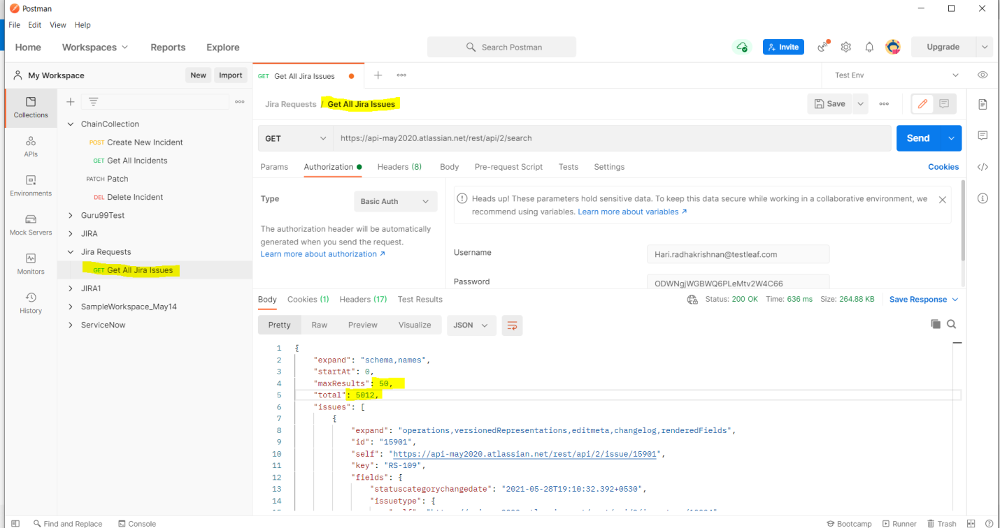 Postman
File Edit View Help
Home Workspaces Reports Explore Search Postman Invite Upgrade
My Workspace New Import GET Get All Jira Issues Test Env
Collections
APIs
Environments
Mock Servers
Monitors
History
ChainCollection
POST Create New Incident
GET Get All Incidents
PATCH Patch
DEL Delete Incident
Guru99Test
JIRA
Jira Requests
GET Get All Jira Issues
JIRA1
SampleWorkspace_May14
ServiceNow
Jira Requests / Get All Jira Issues Save
GET https://api-may2020.atlassian.net/rest/api/2/search Send
Params Authorization Headers (8) Body Pre-request Script Tests Settings Cookies
Type Basic Auth
The authorization header will be automatically
generated when you send the request.
Learn more about authorization ↗
Heads up! These parameters hold sensitive data. To keep this data secure while working in a collaborative environment, we
recommend using variables. Learn more about variables ↗
Username Hari.radhakrishnan@testleaf.com
Password ODWNgjWGBWQ6PLeMtv2W4C66
Body Cookies (1) Headers (17) Test Results Status: 200 OK Time: 636 ms Size: 264.88 KB Save Response
Pretty Raw Preview Visualize JSON
1 {
2 "expand": "schema,names",
3 "startAt": 0,
4 "maxResults": 50,
5 "total": 5012,
6 "issues": [
7 {
8 "expand": "operations,versionedRepresentations,editmeta,changelog,renderedFields",
9 "id": "15901",
10 "self": "https://api-may2020.atlassian.net/rest/api/2/issue/15901",
11 "key": "RS-109",
12 "fields": {
13 "statuscategorychangedate": "2021-05-28T19:10:32.392+0530",
14 "issuetype": {
Find and Replace Console Bootcamp Runner Trash